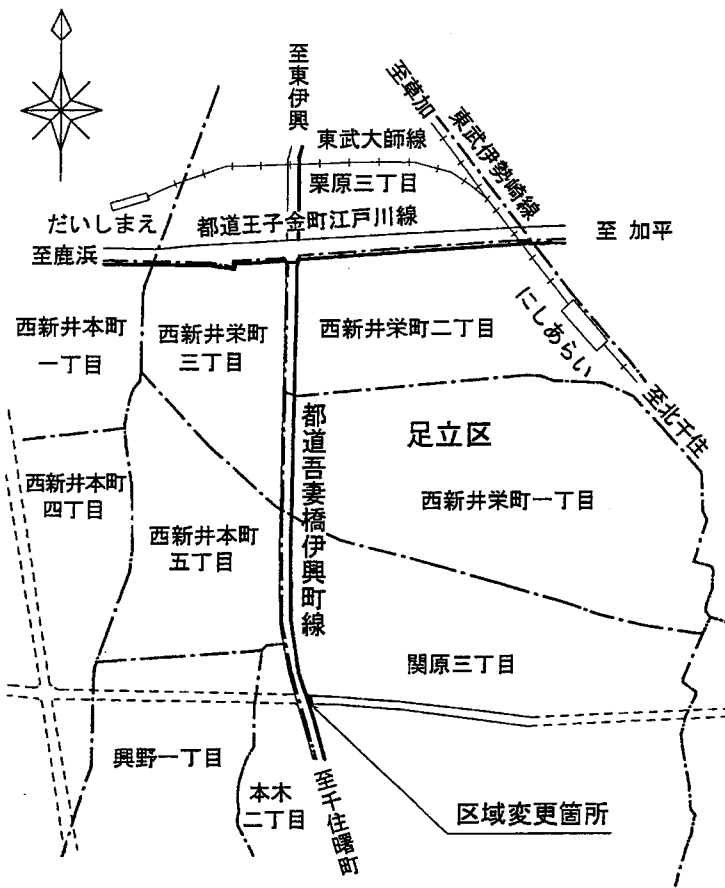 至東伊興
至草加
東武伊勢崎線
東武大師線
栗原三丁目
だいしまえ
都道王子金町江戸川線
至鹿浜
至 加平
西新井本町
一丁目
西新井栄町
三丁目
西新井栄町二丁目
にしあらい
至北千住
都道吾妻橋伊興町線
足立区
西新井本町
四丁目
西新井本町
五丁目
西新井栄町一丁目
関原三丁目
興野一丁目
本木
二丁目
至千住曙町
区域変更箇所